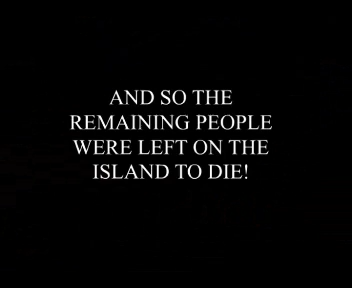 AND SO THE
REMAINING PEOPLE
WERE LEFT ON THE
ISLAND TO DIE!